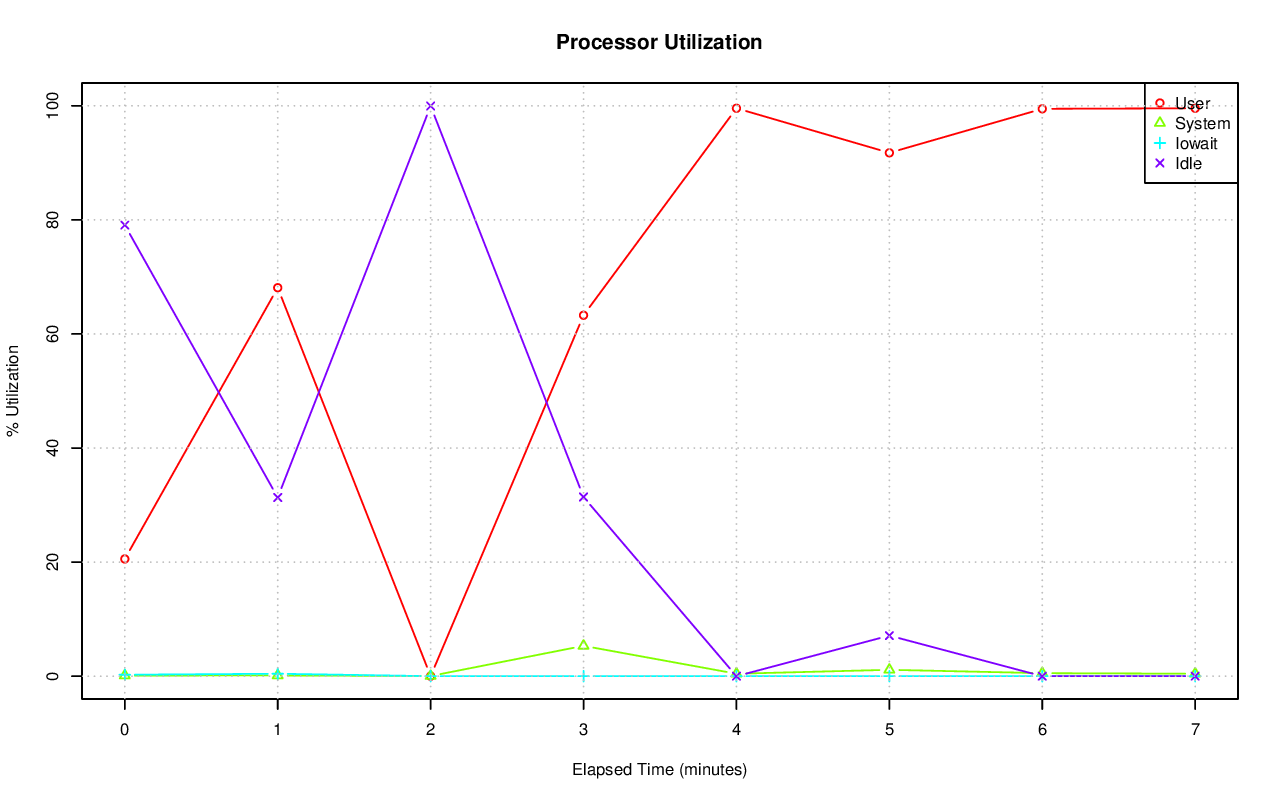 Processor Utilization
% Utilization
100
80
60
40
20
0
User
System
Iowait
Idle
0 1 2 3 4 5 6 7
Elapsed Time (minutes)